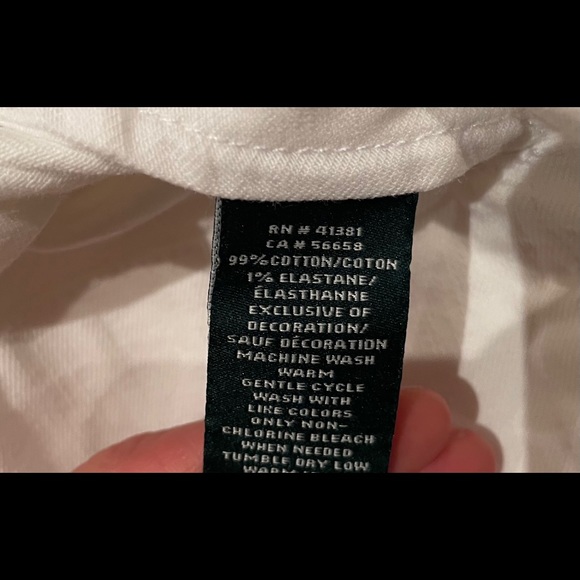 RN # 41381
CA # 56658
99% COTTON/COTON
1% ELASTANE/
ÉLASTHANNE
EXCLUSIVE OF
DECORATION/
SAUF DÉCORATION
MACHINE WASH
WARM
GENTLE CYCLE
WASH WITH
LIKE COLORS
ONLY NON-
CHLORINE BLEACH
WHEN NEEDED
TUMBLE DRY LOW
WARM